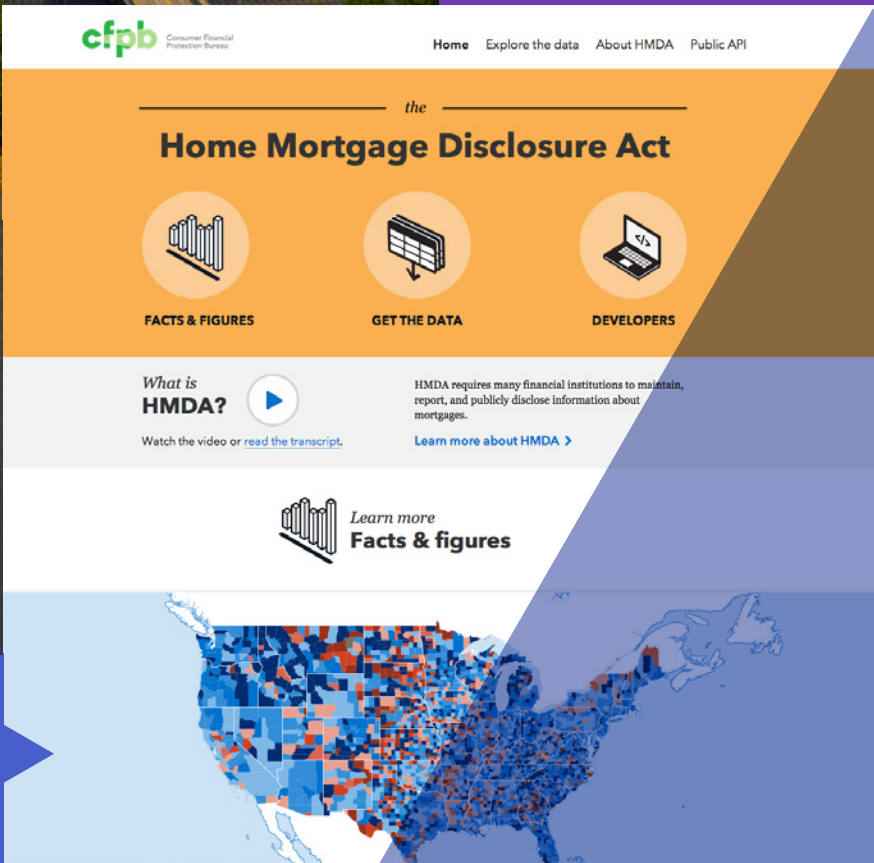 cfpb Consumer Financial
Protection Bureau
Home Explore the data About HMDA Public API
the
Home Mortgage Disclosure Act
</>
FACTS & FIGURES GET THE DATA DEVELOPERS
What is
HMDA?
Watch the video or read the transcript.
HMDA requires many financial institutions to maintain,
report, and publicly disclose information about
mortgages.
Learn more about HMDA
Learn more
Facts & figures